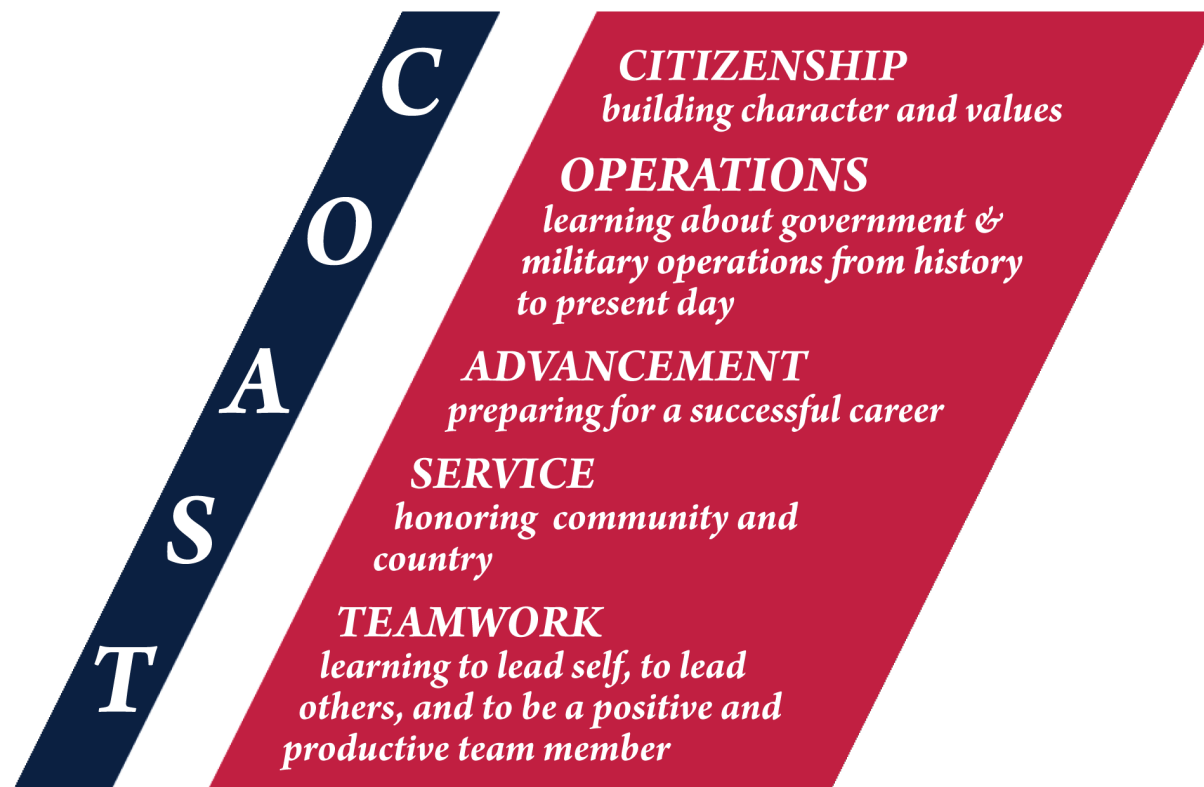 C
CITIZENSHIP
building character and values
O
OPERATIONS
learning about government &
military operations from history
to present day
A
ADVANCEMENT
preparing for a successful career
S
SERVICE
honoring community and
country
T
TEAMWORK
learning to lead self, to lead
others, and to be a positive and
productive team member